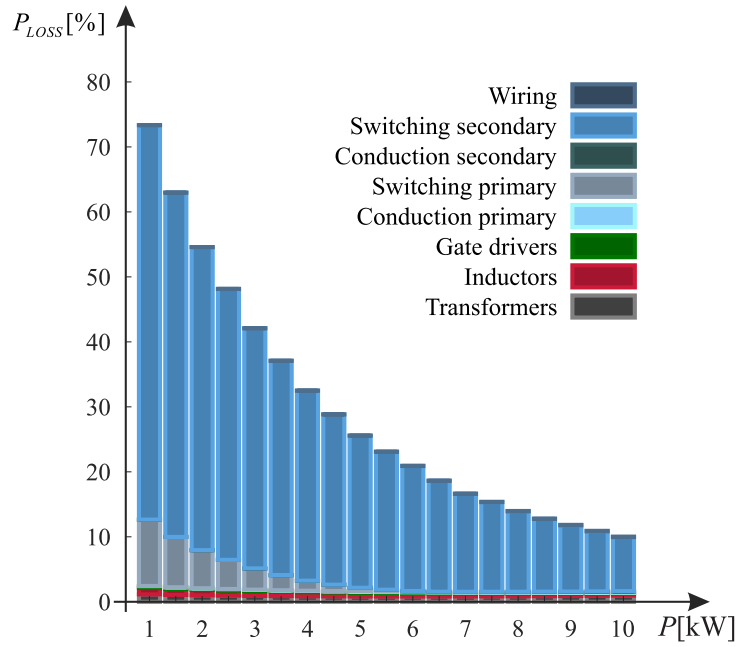 P_LOSS [%]
80
70
60
50
40
30
20
10
0
Wiring
Switching secondary
Conduction secondary
Switching primary
Conduction primary
Gate drivers
Inductors
Transformers
1 2 3 4 5 6 7 8 9 10 P[kW]